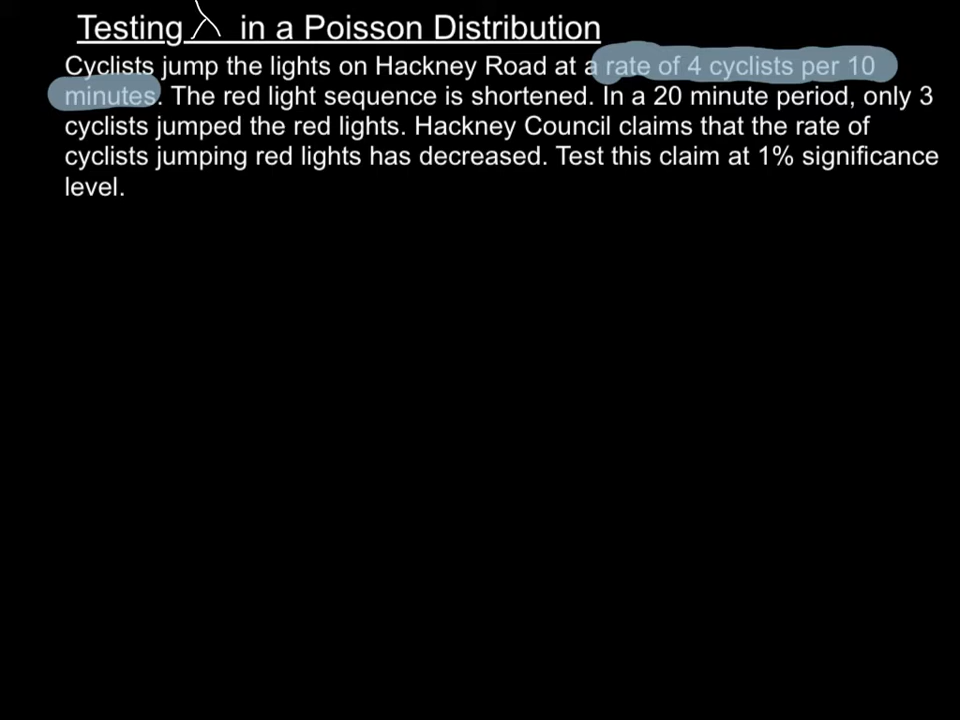 Testing λ in a Poisson Distribution
Cyclists jump the lights on Hackney Road at a rate of 4 cyclists per 10
minutes. The red light sequence is shortened. In a 20 minute period, only 3
cyclists jumped the red lights. Hackney Council claims that the rate of
cyclists jumping red lights has decreased. Test this claim at 1% significance
level.